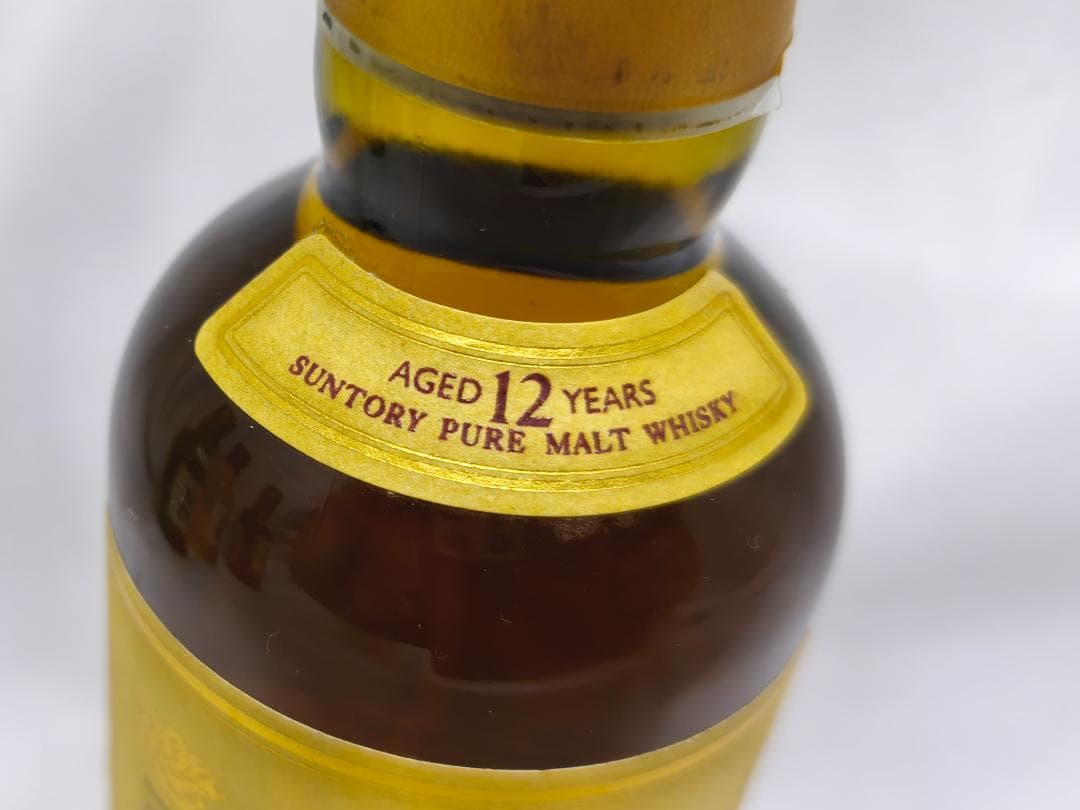 AGED 12 YEARS
SUNTORY PURE MALT WHISKY